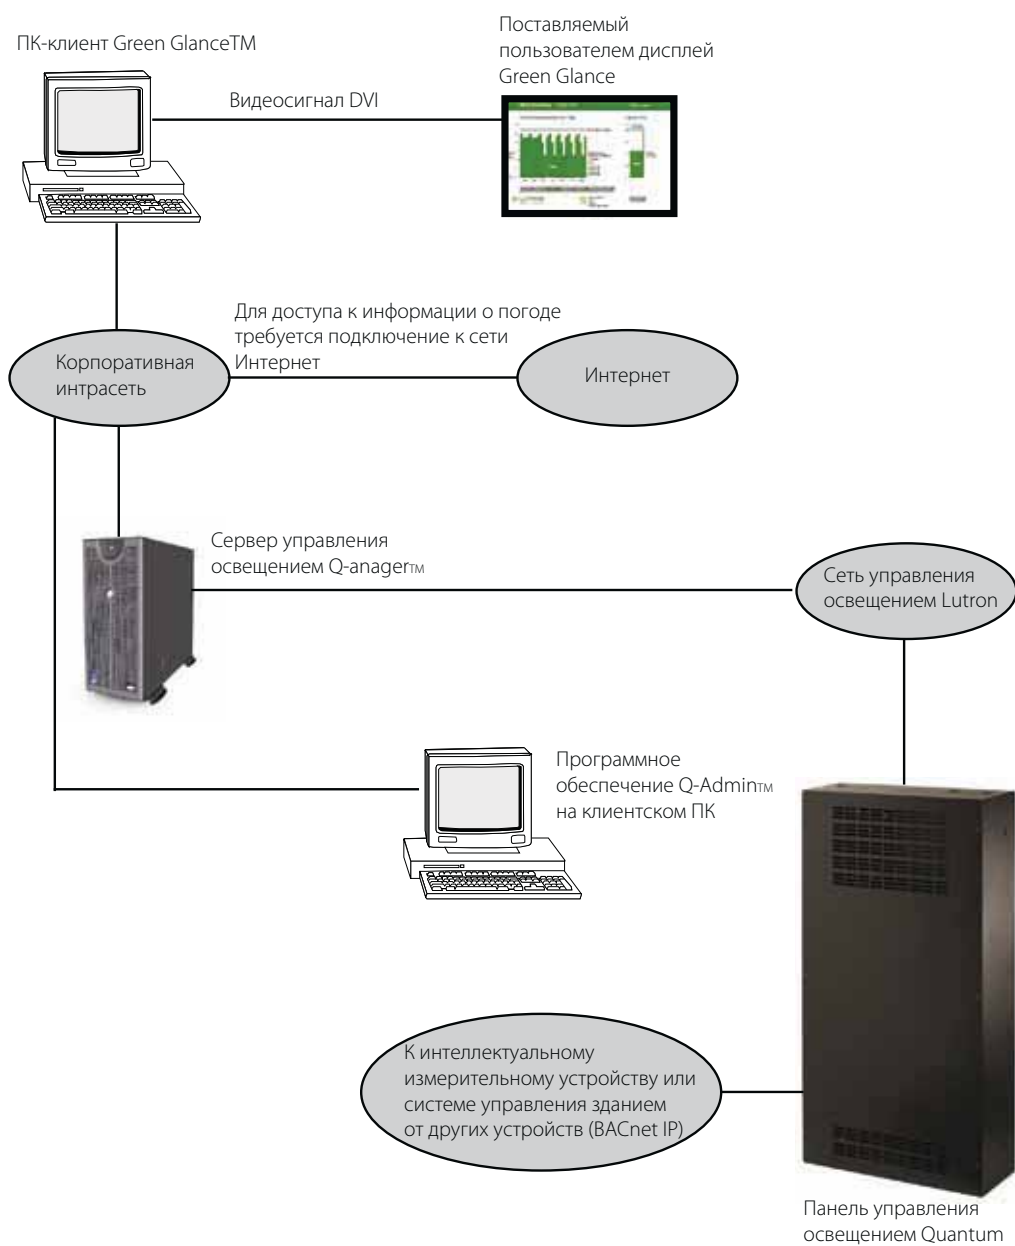 ПК-клиент Green GlanceTM
Поставляемый
пользователем дисплей
Green Glance
Видеосигнал DVI
Для доступа к информации о погоде
требуется подключение к сети
Интернет
Корпоративная
интрасеть
Интернет
Сервер управления
освещением Q-anagerTM
Сеть управления
освещением Lutron
Программное
обеспечение Q-AdminTM
на клиентском ПК
К интеллектуальному
измерительному устройству или
системе управления зданием
от других устройств (BACnet IP)
Панель управления
освещением Quantum